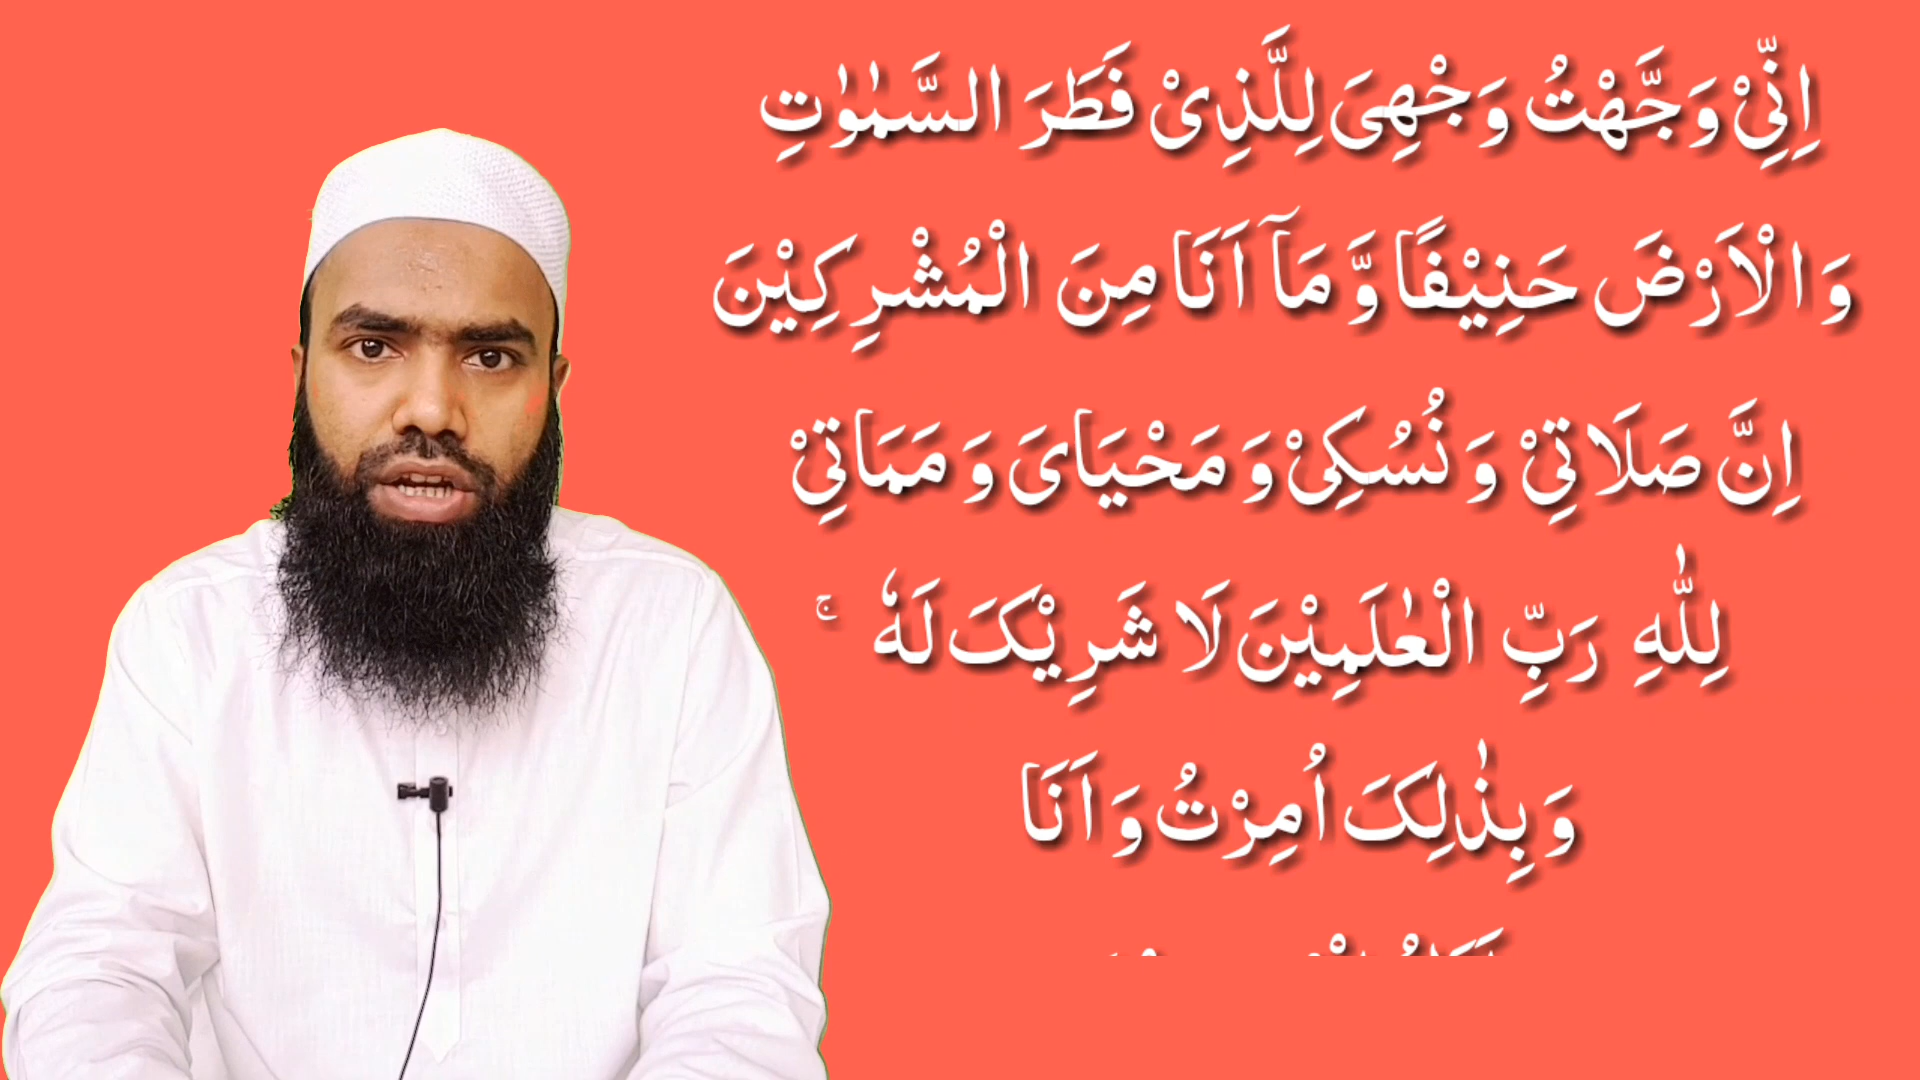 اِنِّیْ وَجَّهْتُ وَجْهِیَ لِلَّذِیْ فَطَرَ السَّمٰوٰتِ
وَ الْاَرْضَ حَنِیْفًا وَّ مَاۤ اَنَا مِنَ الْمُشْرِکِیْنَ
اِنَّ صَلَاتِیْ وَ نُسُکِیْ وَ مَحْیَایَ وَ مَمَاتِیْ
لِلّٰهِ رَبِّ الْعٰلَمِیْنَ لَا شَرِیْکَ لَهٗ ۚ
وَ بِذٰلِکَ اُمِرْتُ وَ اَنَا